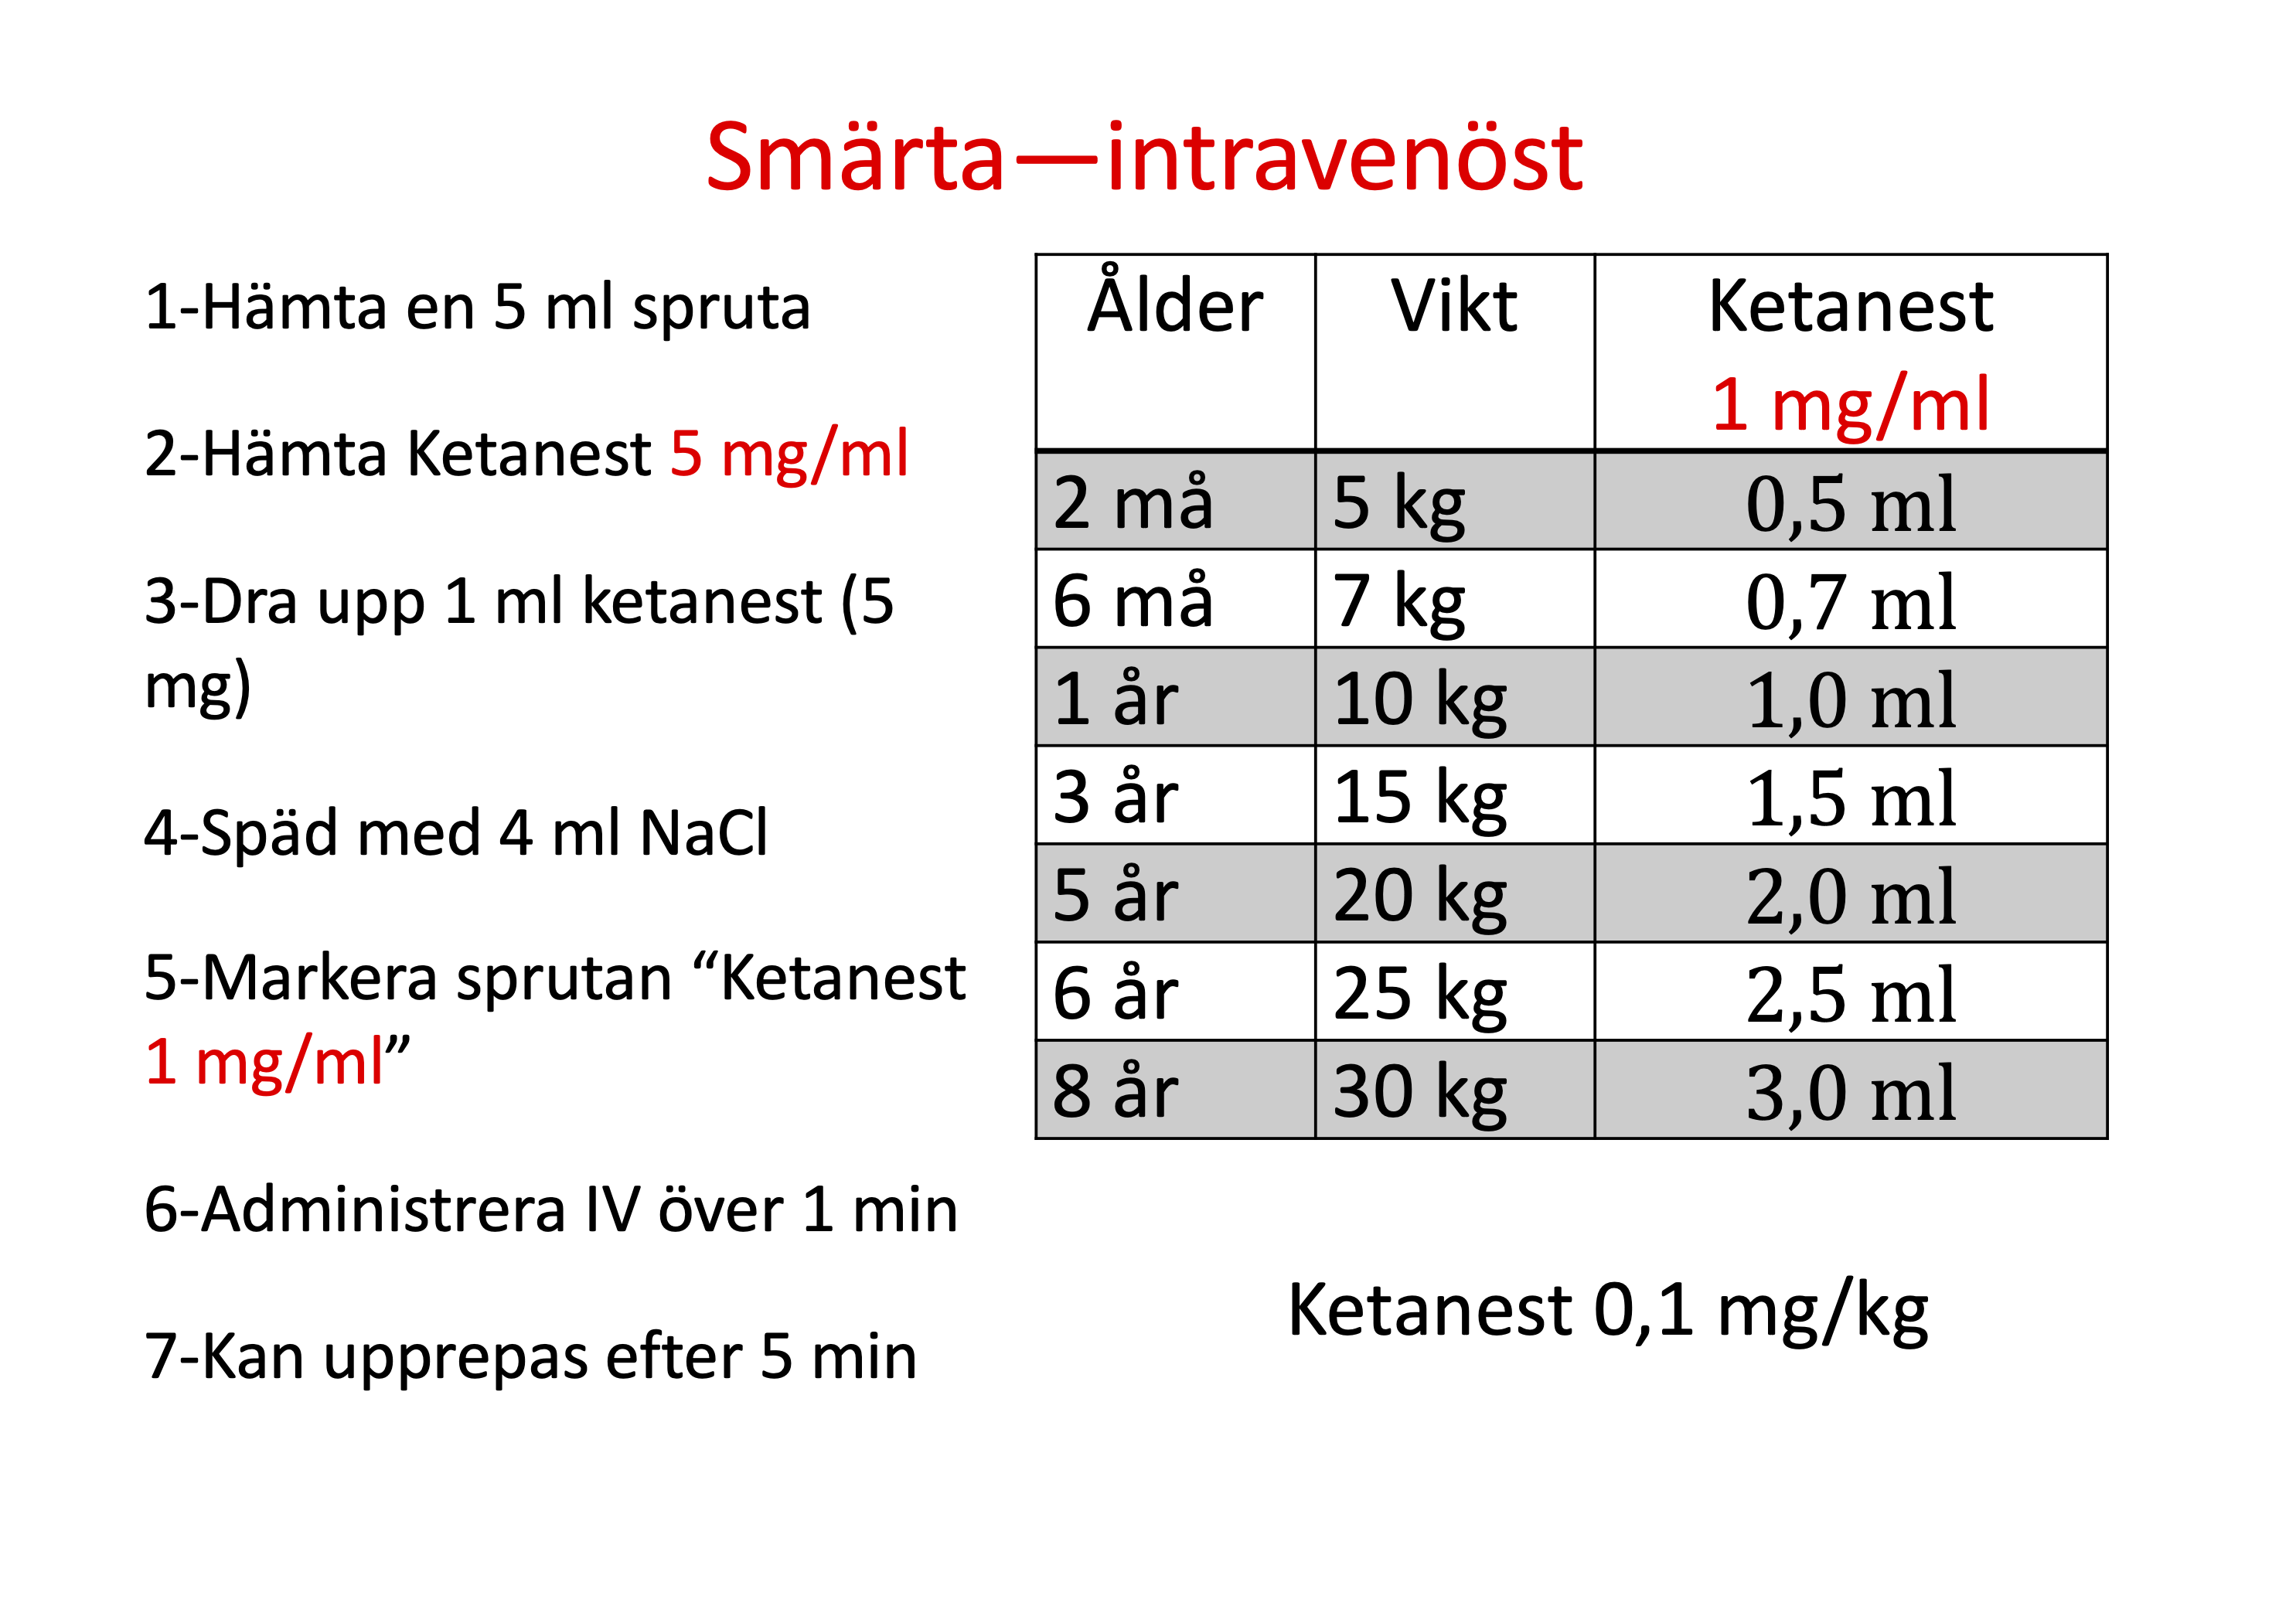 Smärta—intravenöst
1-Hämta en 5 ml spruta
2-Hämta Ketanest 5 mg/ml
3-Dra upp 1 ml ketanest (5
mg)
4-Späd med 4 ml NaCl
5-Markera sprutan “Ketanest
1 mg/ml”
6-Administrera IV över 1 min
7-Kan upprepas efter 5 min
Ålder Vikt Ketanest
1 mg/ml
2 må 5 kg 0,5 ml
6 må 7 kg 0,7 ml
1 år 10 kg 1,0 ml
3 år 15 kg 1,5 ml
5 år 20 kg 2,0 ml
6 år 25 kg 2,5 ml
8 år 30 kg 3,0 ml
Ketanest 0,1 mg/kg